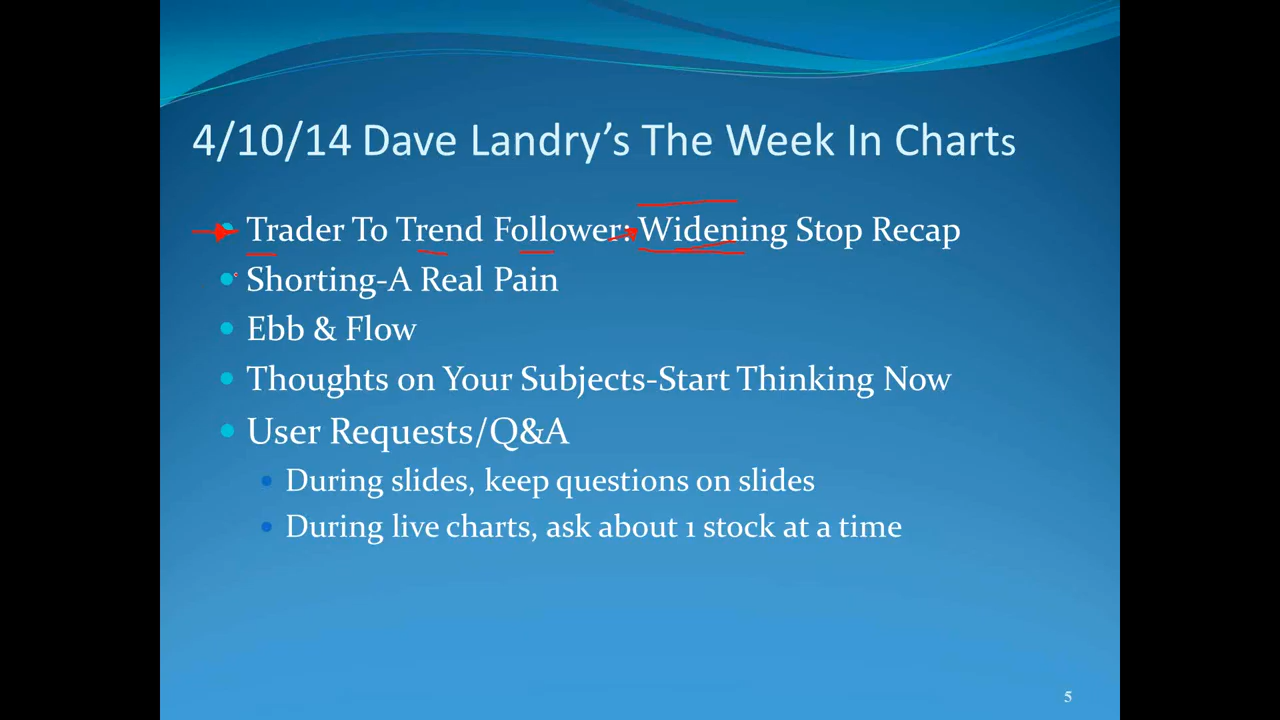 4/10/14 Dave Landry’s The Week In Charts
Trader To Trend Follower: Widening Stop Recap
Shorting-A Real Pain
Ebb & Flow
Thoughts on Your Subjects-Start Thinking Now
User Requests/Q&A
During slides, keep questions on slides
During live charts, ask about 1 stock at a time
5